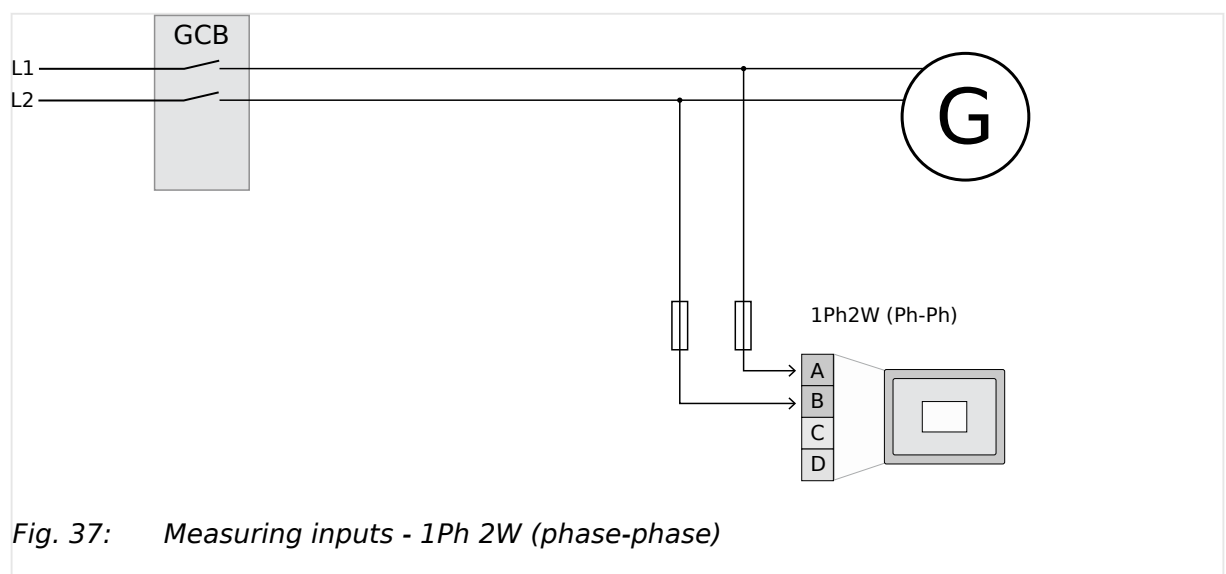 GCB
L1
L2
G
1Ph2W (Ph-Ph)
A
B
C
D
Fig. 37: Measuring inputs - 1Ph 2W (phase-phase)